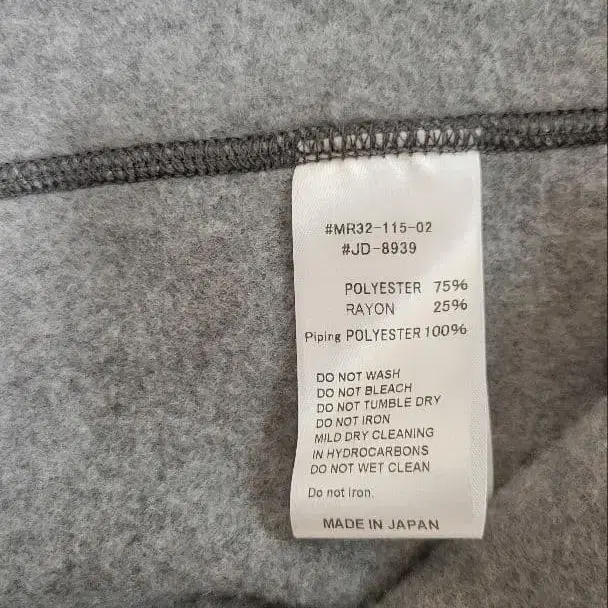 #MR32-115-02
#JD-8939
POLYESTER 75%
RAYON 25%
Piping POLYESTER 100%
DO NOT WASH
DO NOT BLEACH
DO NOT TUMBLE DRY
DO NOT IRON
MILD DRY CLEANING
IN HYDROCARBONS
DO NOT WET CLEAN
Do not Iron.
MADE IN JAPAN